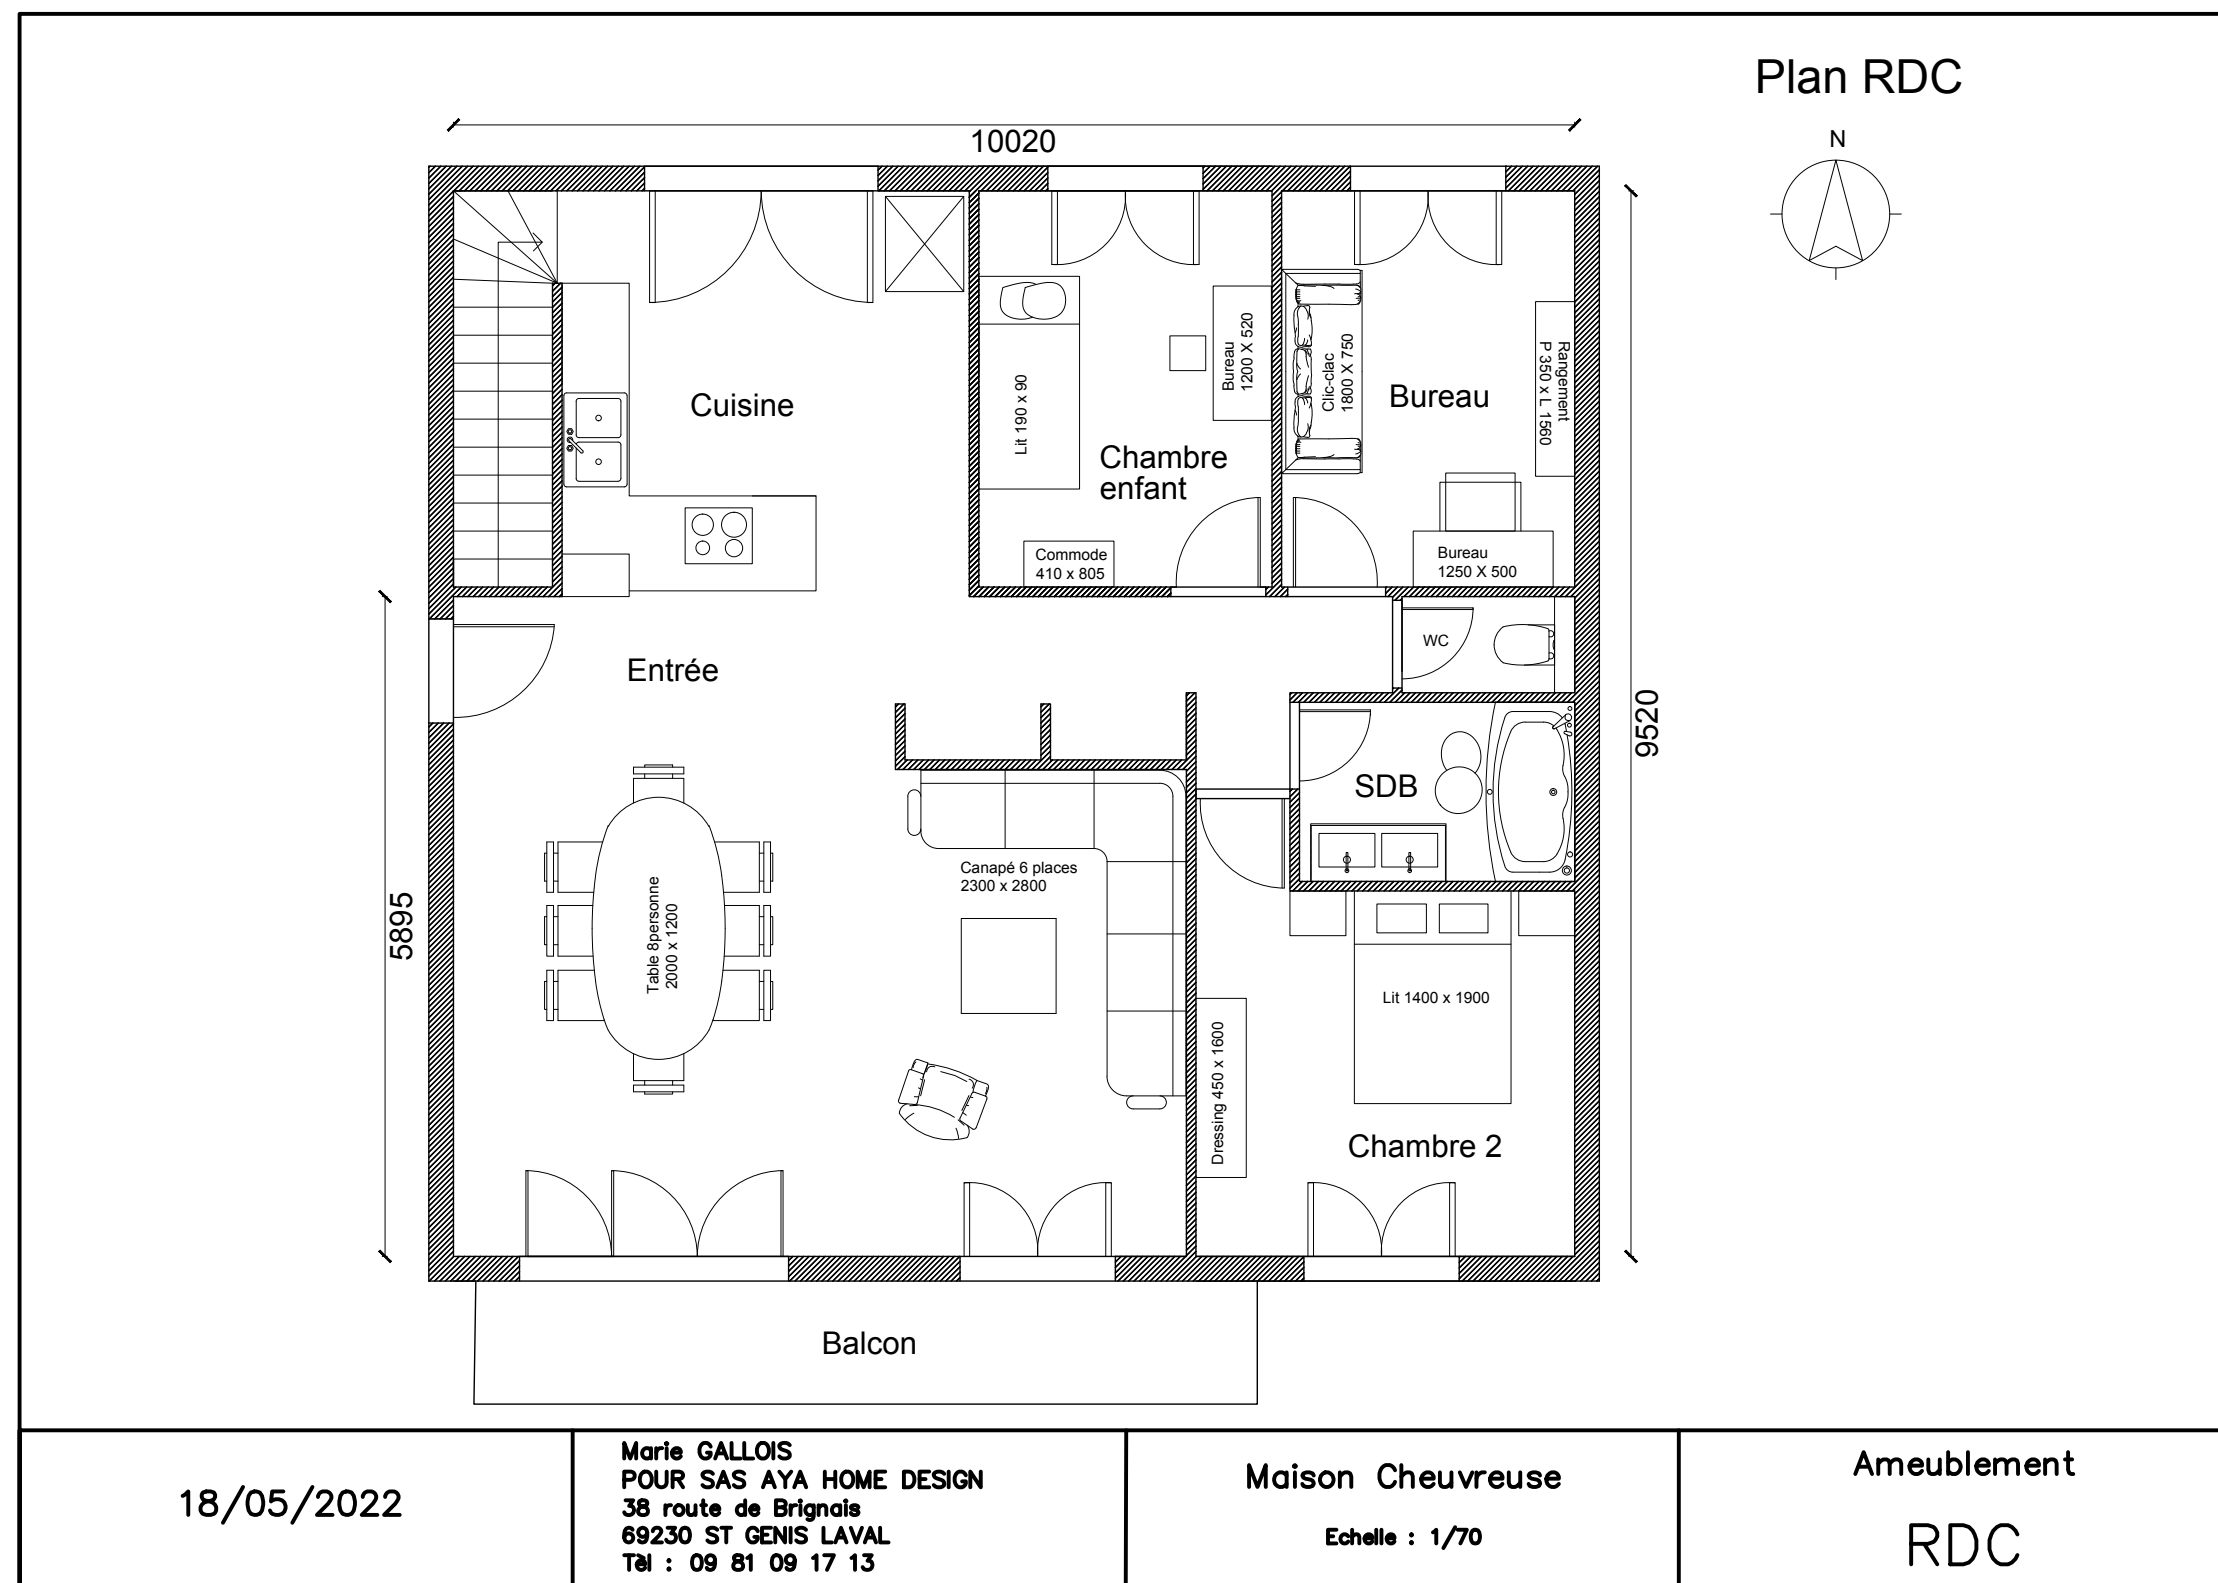 Plan RDC
N
10020
9520
5895
Cuisine
Lit 190 x 90
Bureau
1200 X 520
Chambre
enfant
Commode
410 x 805
Clic-clac
1800 X 750
Bureau
Rangement
P 350 x L 1560
Bureau
1250 X 500
Entrée
WC
SDB
Table 8personne
2000 x 1200
Canapé 6 places
2300 x 2800
Lit 1400 x 1900
Dressing 450 x 1600
Chambre 2
Balcon
18/05/2022
Marie GALLOIS
POUR SAS AYA HOME DESIGN
38 route de Brignais
69230 ST GENIS LAVAL
Tèl : 09 81 09 17 13
Maison Cheuvreuse
Echelle : 1/70
Ameublement
RDC